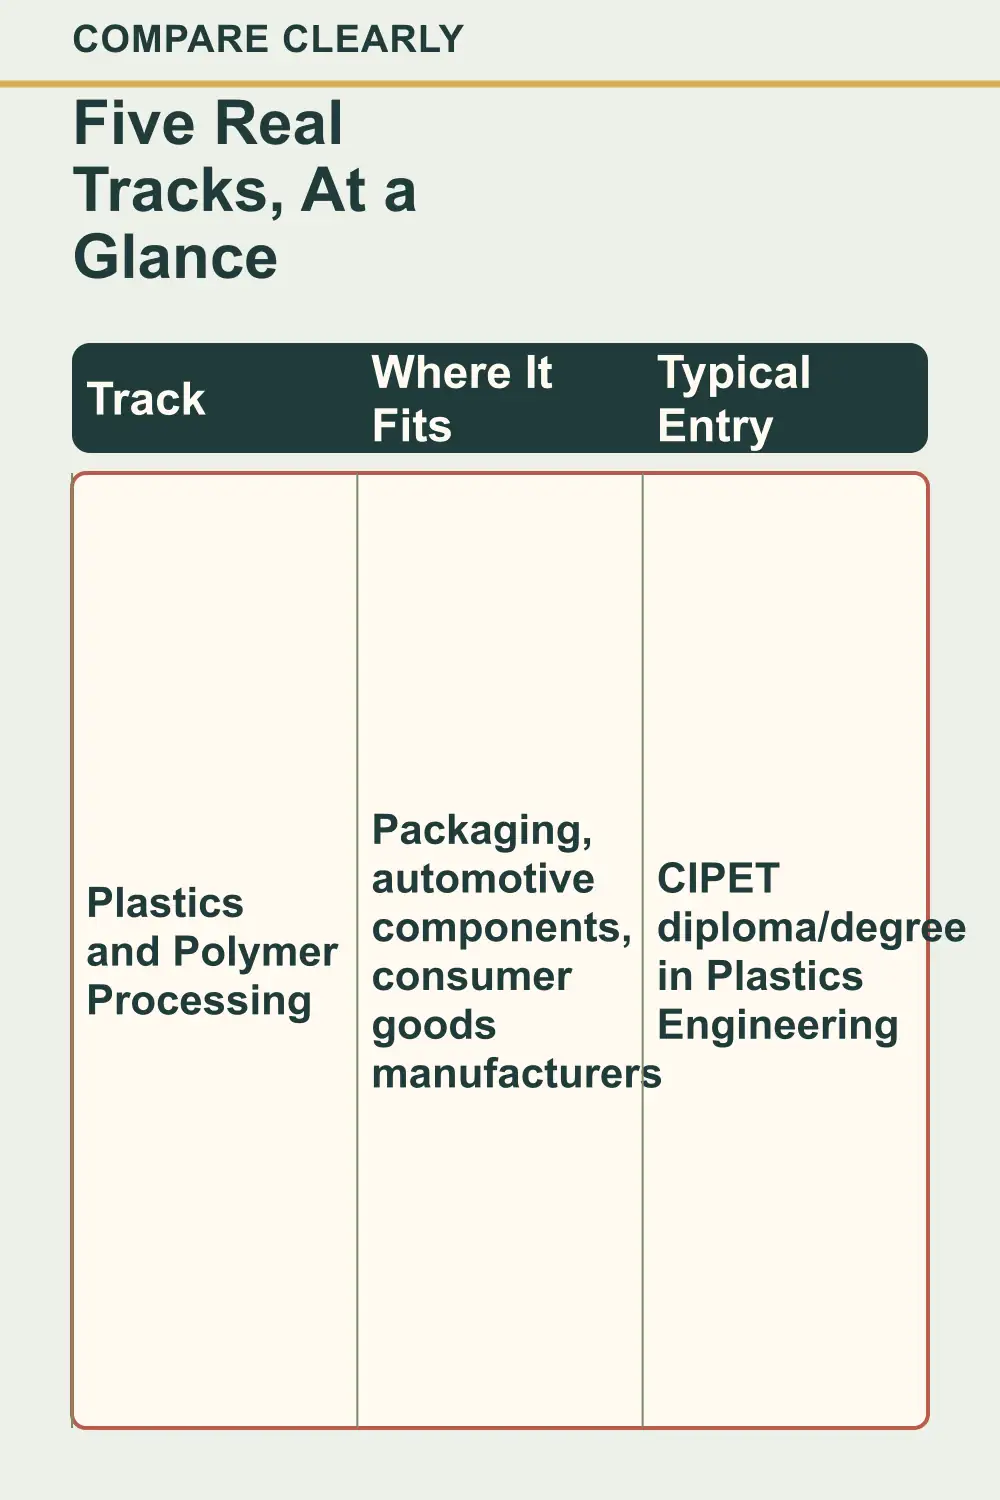 COMPARE CLEARLY
Five Real
Tracks, At a
Glance
Track
Where It
Fits
Typical
Entry
Plastics
and Polymer
Processing
Packaging,
automotive
components,
consumer
goods
manufacturers
CIPET
diploma/degree
in Plastics
Engineering